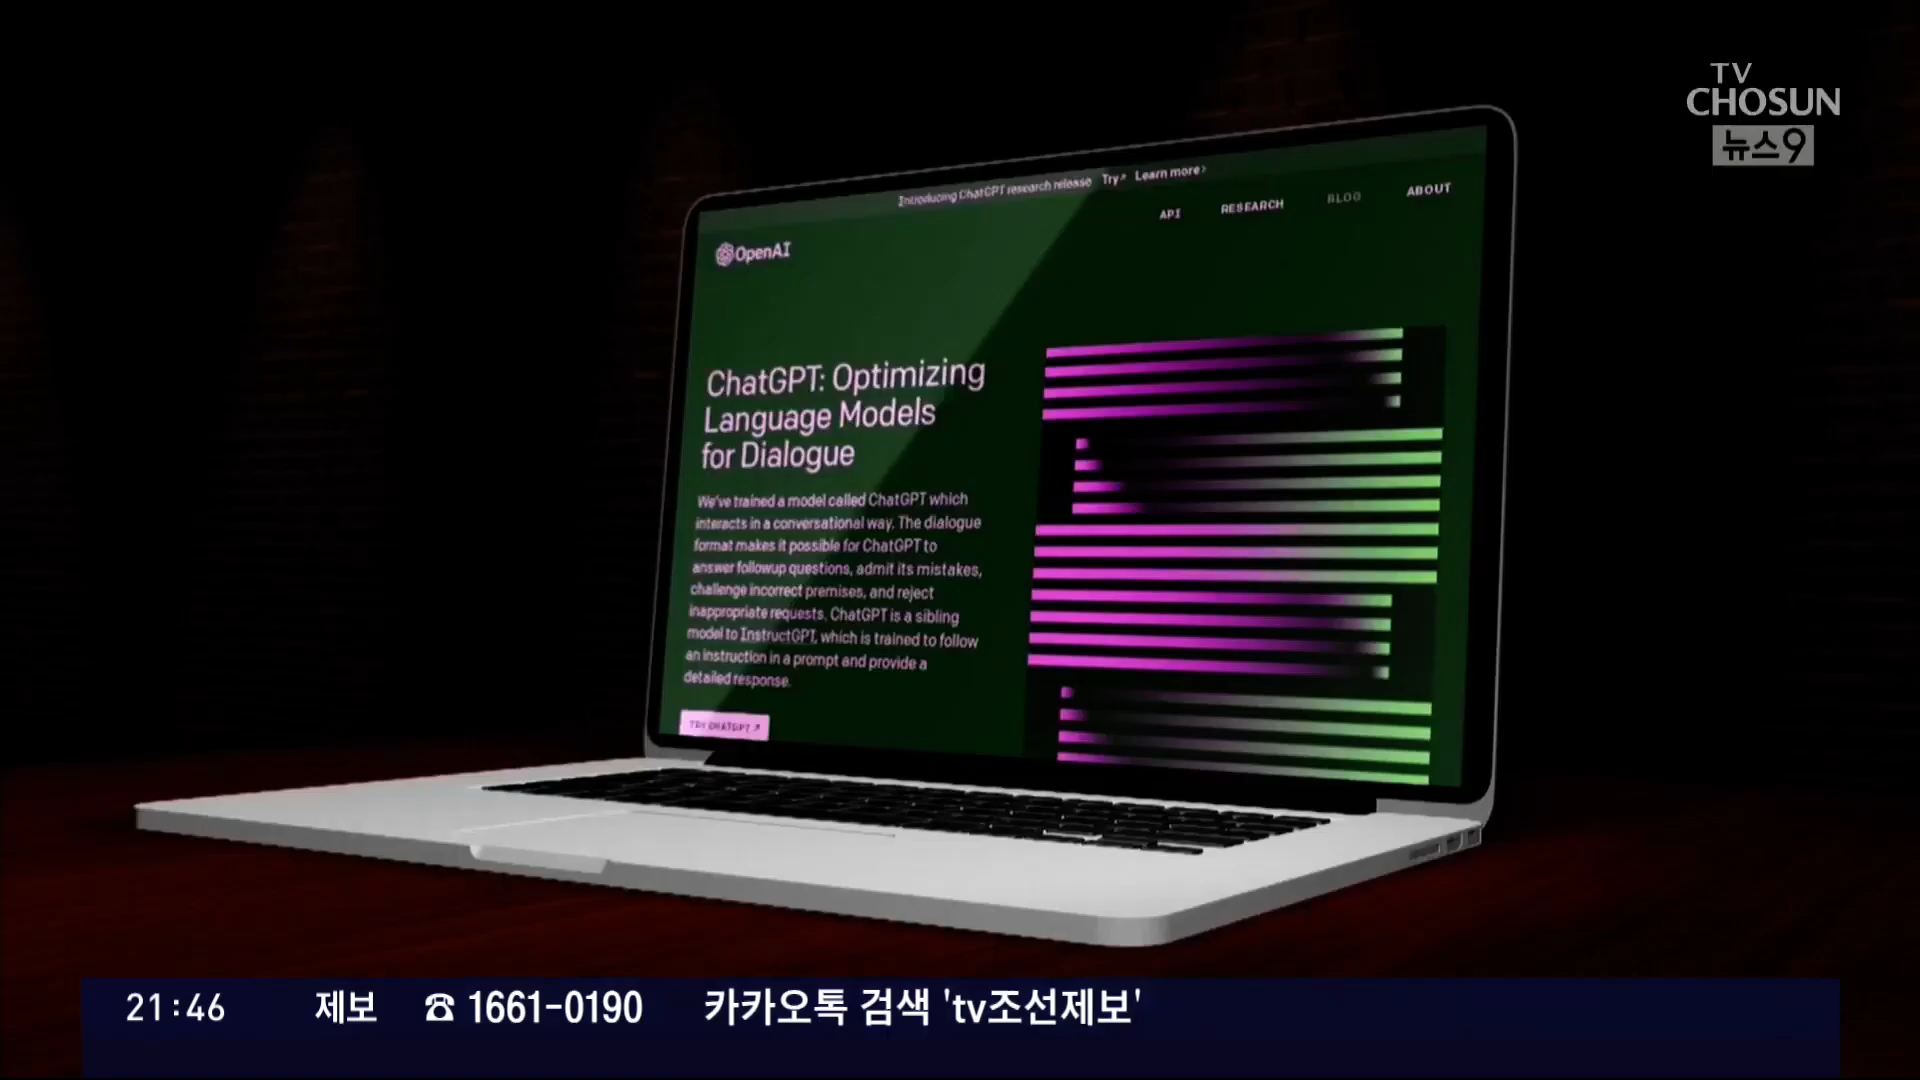 TV
CHOSUN
뉴스9
Introducing ChatGPT research release Try↗ Learn more›
API RESEARCH BLOG ABOUT
OpenAI
ChatGPT: Optimizing
Language Models
for Dialogue
We've trained a model called ChatGPT which
interacts in a conversational way. The dialogue
format makes it possible for ChatGPT to
answer followup questions, admit its mistakes,
challenge incorrect premises, and reject
inappropriate requests. ChatGPT is a sibling
model to InstructGPT, which is trained to follow
an instruction in a prompt and provide a
detailed response.
TRY CHATGPT ↗
21:46 제보 ☎ 1661-0190 카카오톡 검색 'tv조선제보'